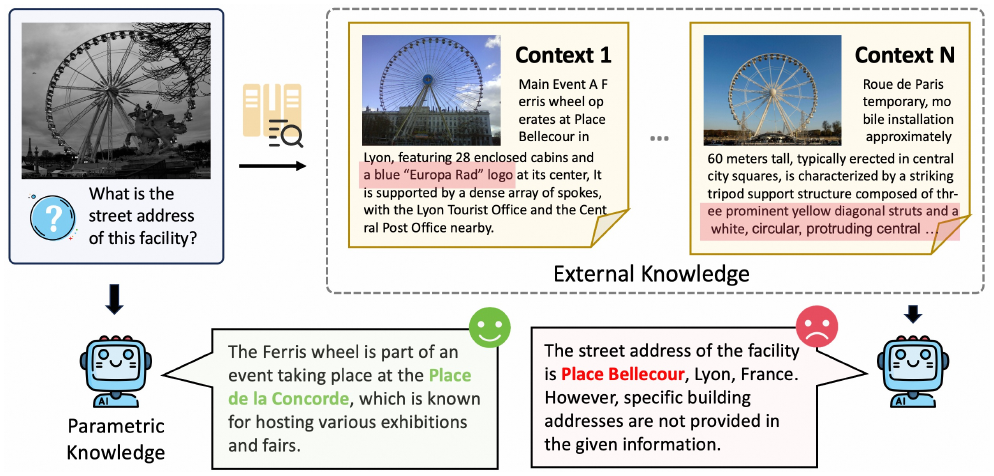 What is the
street address
of this facility?
?
Context 1
Main Event A F
erris wheel op
erates at Place
Bellecour in
Lyon, featuring 28 enclosed cabins and
a blue “Europa Rad” logo at its center, It
is supported by a dense array of spokes,
with the Lyon Tourist Office and the Cent
ral Post Office nearby.
...
Context N
Roue de Paris
temporary, mo
bile installation
approximately
60 meters tall, typically erected in central
city squares, is characterized by a striking
tripod support structure composed of thr-
ee prominent yellow diagonal struts and a
white, circular, protruding central ...
External Knowledge
AI
Parametric
Knowledge
The Ferris wheel is part of an
event taking place at the Place
de la Concorde, which is known
for hosting various exhibitions
and fairs.
The street address of the facility
is Place Bellecour, Lyon, France.
However, specific building
addresses are not provided in
the given information.
AI